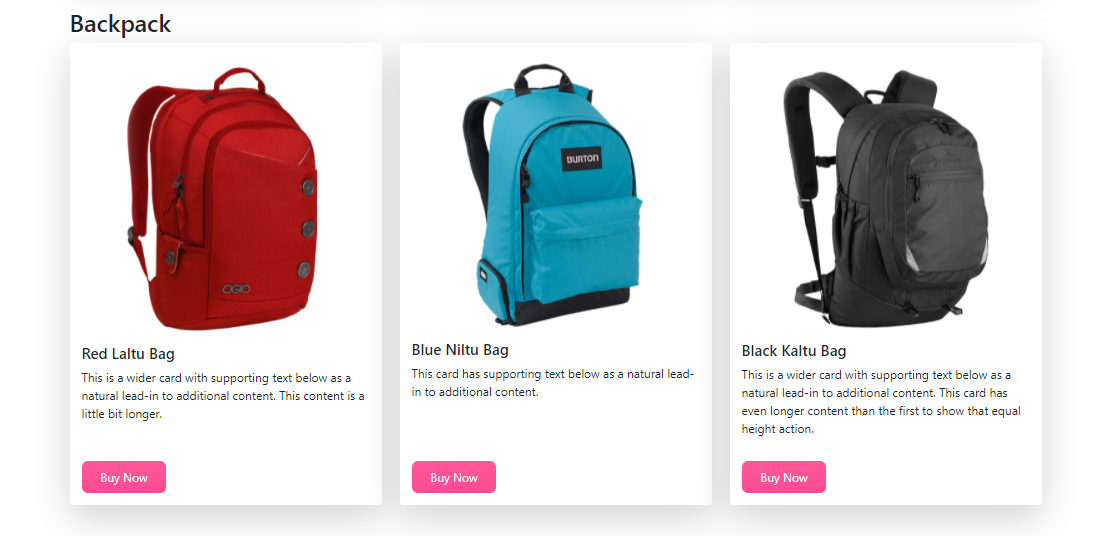 Backpack
OGIO
BURTON
Red Laltu Bag
This is a wider card with supporting text below as a
natural lead-in to additional content. This content is a
little bit longer.
Buy Now
Blue Niltu Bag
This card has supporting text below as a natural lead-
in to additional content.
Buy Now
Black Kaltu Bag
This is a wider card with supporting text below as a
natural lead-in to additional content. This card has
even longer content than the first to show that equal
height action.
Buy Now